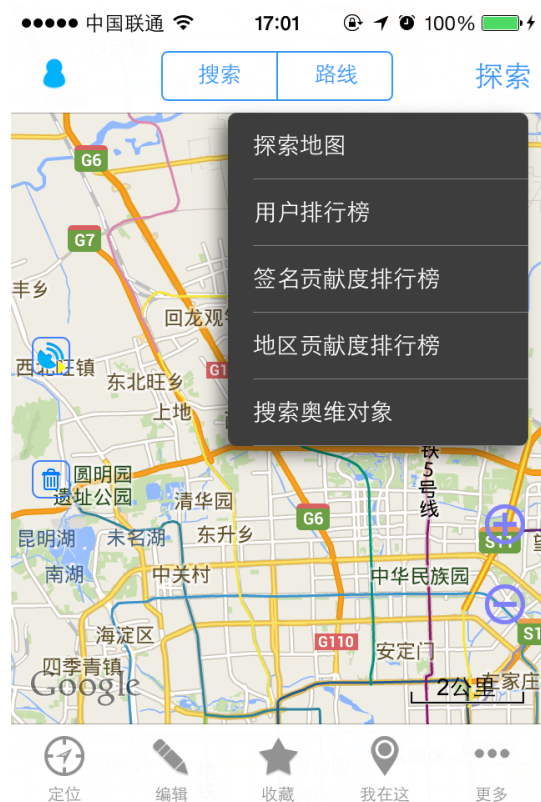 中国联通 17:01 100%
搜索 路线 探索
探索地图
用户排行榜
签名贡献度排行榜
地区贡献度排行榜
搜索奥维对象
G6
G7
丰乡
回龙观
西北旺镇
东北旺乡
上地
铁5号线
圆明园
遗址公园
清华园
G6
昆明湖
未名湖
东升乡
南湖
中关村
中华民族园
海淀区
G110
安定门
四季青镇
Google
2公里
定位 编辑 收藏 我在这 更多